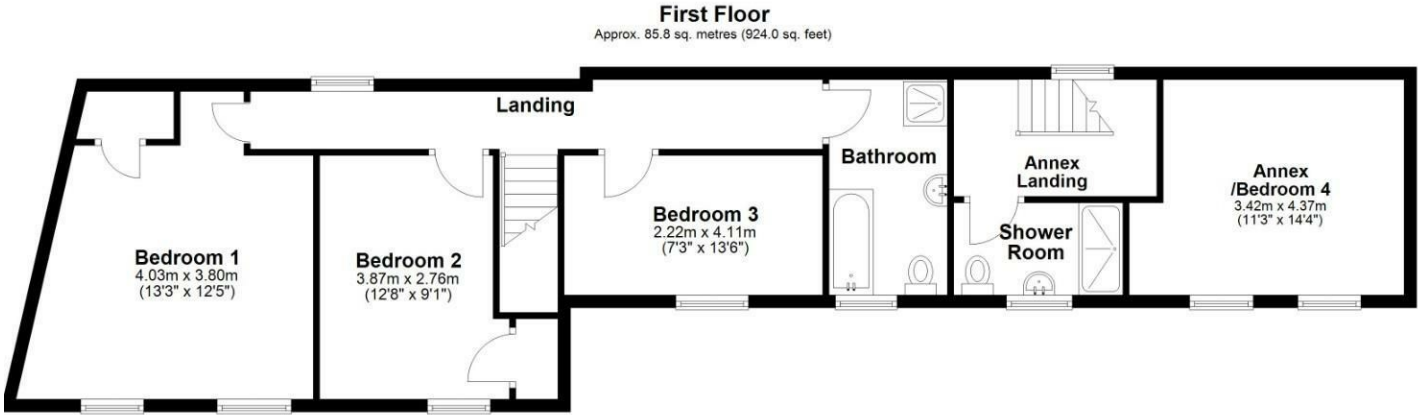 First Floor
Approx. 85.8 sq. metres (924.0 sq. feet)
Landing
Bathroom
Annex
Landing
Annex
/Bedroom 4
3.42m x 4.37m
(11'3" x 14'4")
Bedroom 3
2.22m x 4.11m
(7'3" x 13'6")
Shower
Room
Bedroom 1
4.03m x 3.80m
(13'3" x 12'5")
Bedroom 2
3.87m x 2.76m
(12'8" x 9'1")